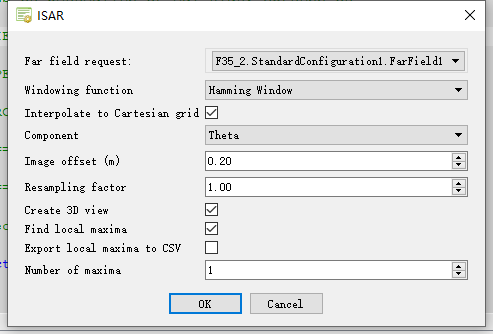 ISAR
Far field request: F35_2.StandardConfiguration1.FarField1
Windowing function Hamming Window
Interpolate to Cartesian grid
Component Theta
Image offset (m) 0.20
Resampling factor 1.00
Create 3D view
Find local maxima
Export local maxima to CSV
Number of maxima 1
OK Cancel